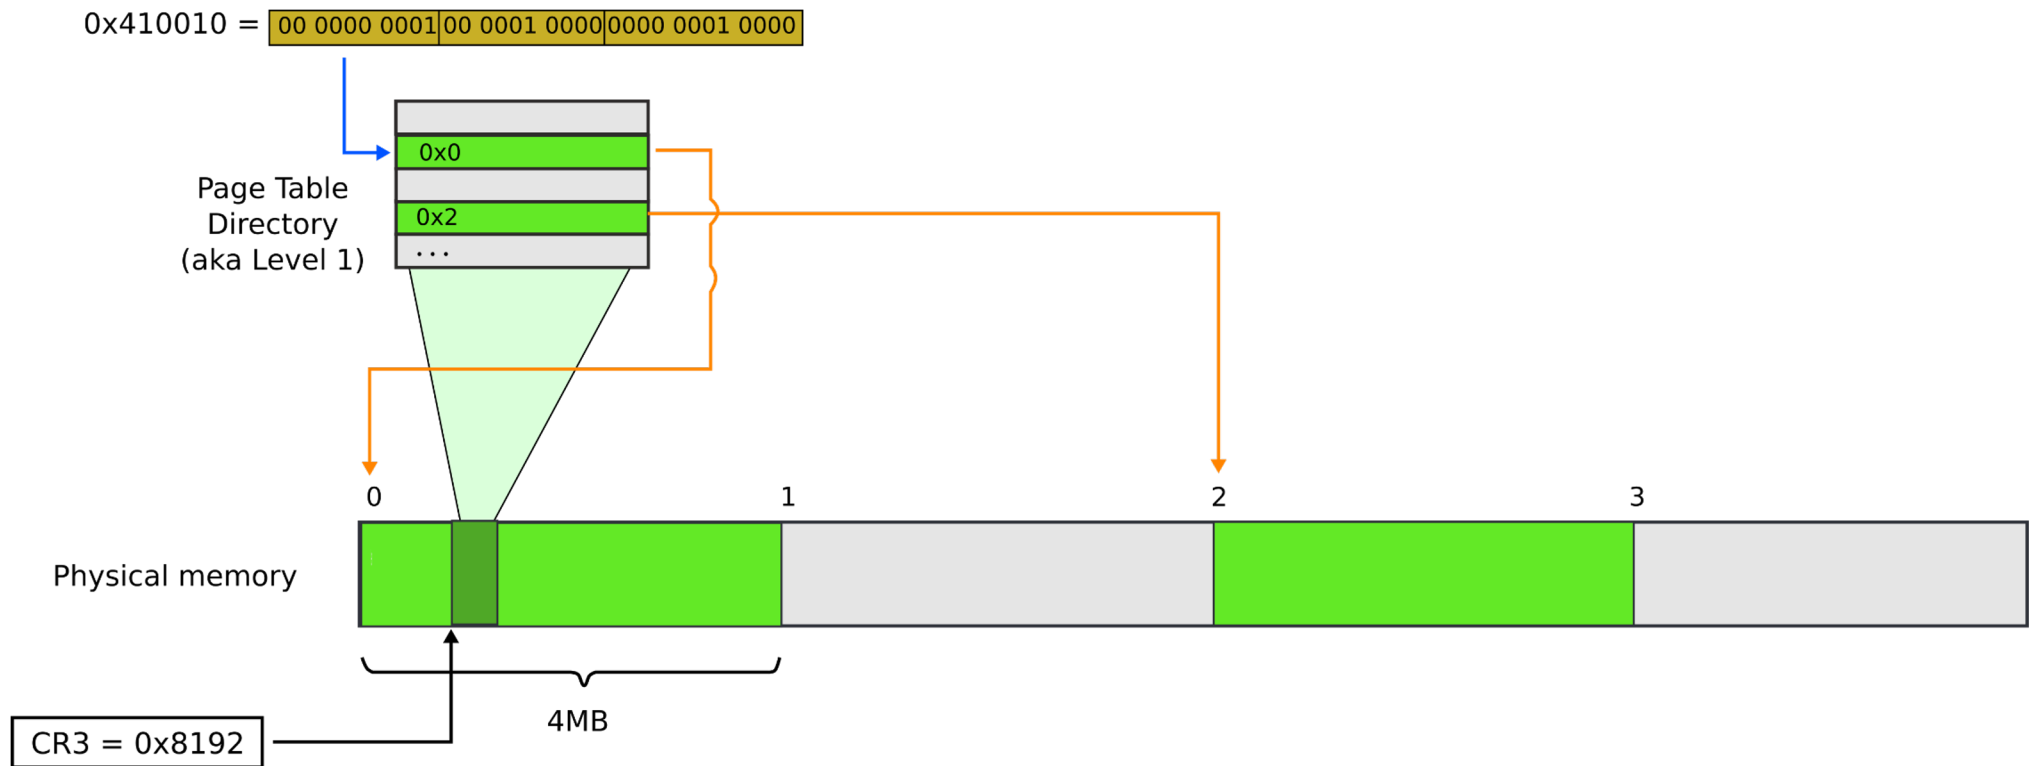 0x410010 = 00 0000 0001 00 0001 0000 0000 0001 0000
0x0
Page Table
Directory
(aka Level 1)
0x2
...
0 1 2 3
Physical memory
4MB
CR3 = 0x8192